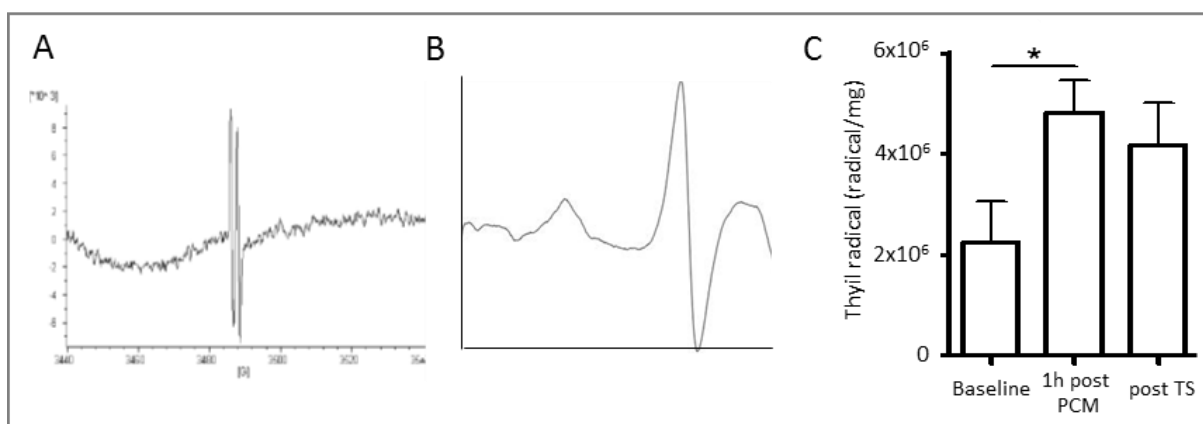 A
B
C
[*10^ 3]
8
6
4
2
0
-2
-4
-6
3440
3460
3480
3500
3520
[G]
Thyil radical (radical/mg)
6x10⁶
4x10⁶
2x10⁶
0
*
Baseline
1h post
PCM
post TS